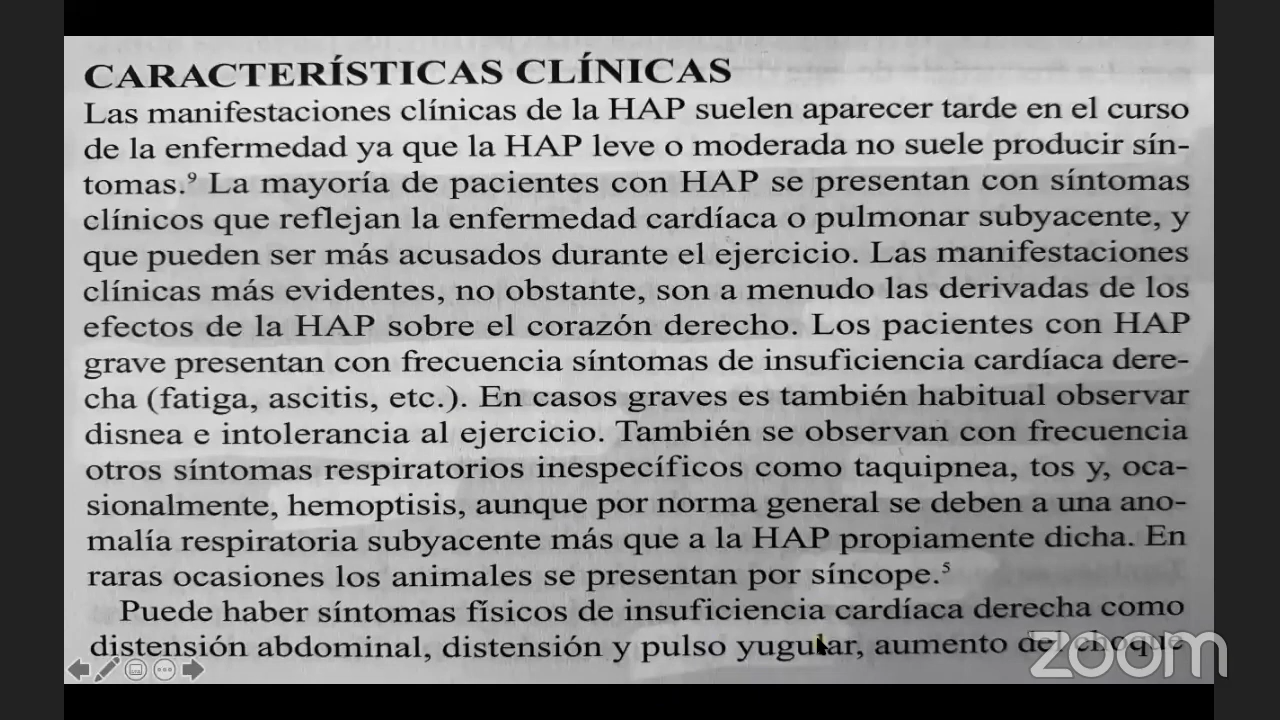 CARACTERÍSTICAS CLÍNICAS
Las manifestaciones clínicas de la HAP suelen aparecer tarde en el curso
de la enfermedad ya que la HAP leve o moderada no suele producir sín-
tomas.⁹ La mayoría de pacientes con HAP se presentan con síntomas
clínicos que reflejan la enfermedad cardíaca o pulmonar subyacente, y
que pueden ser más acusados durante el ejercicio. Las manifestaciones
clínicas más evidentes, no obstante, son a menudo las derivadas de los
efectos de la HAP sobre el corazón derecho. Los pacientes con HAP
grave presentan con frecuencia síntomas de insuficiencia cardíaca dere-
cha (fatiga, ascitis, etc.). En casos graves es también habitual observar
disnea e intolerancia al ejercicio. También se observan con frecuencia
otros síntomas respiratorios inespecíficos como taquipnea, tos y, oca-
sionalmente, hemoptisis, aunque por norma general se deben a una ano-
malía respiratoria subyacente más que a la HAP propiamente dicha. En
raras ocasiones los animales se presentan por síncope.⁵
Puede haber síntomas físicos de insuficiencia cardíaca derecha como
distensión abdominal, distensión y pulso yugular, aumento del choque
zoom